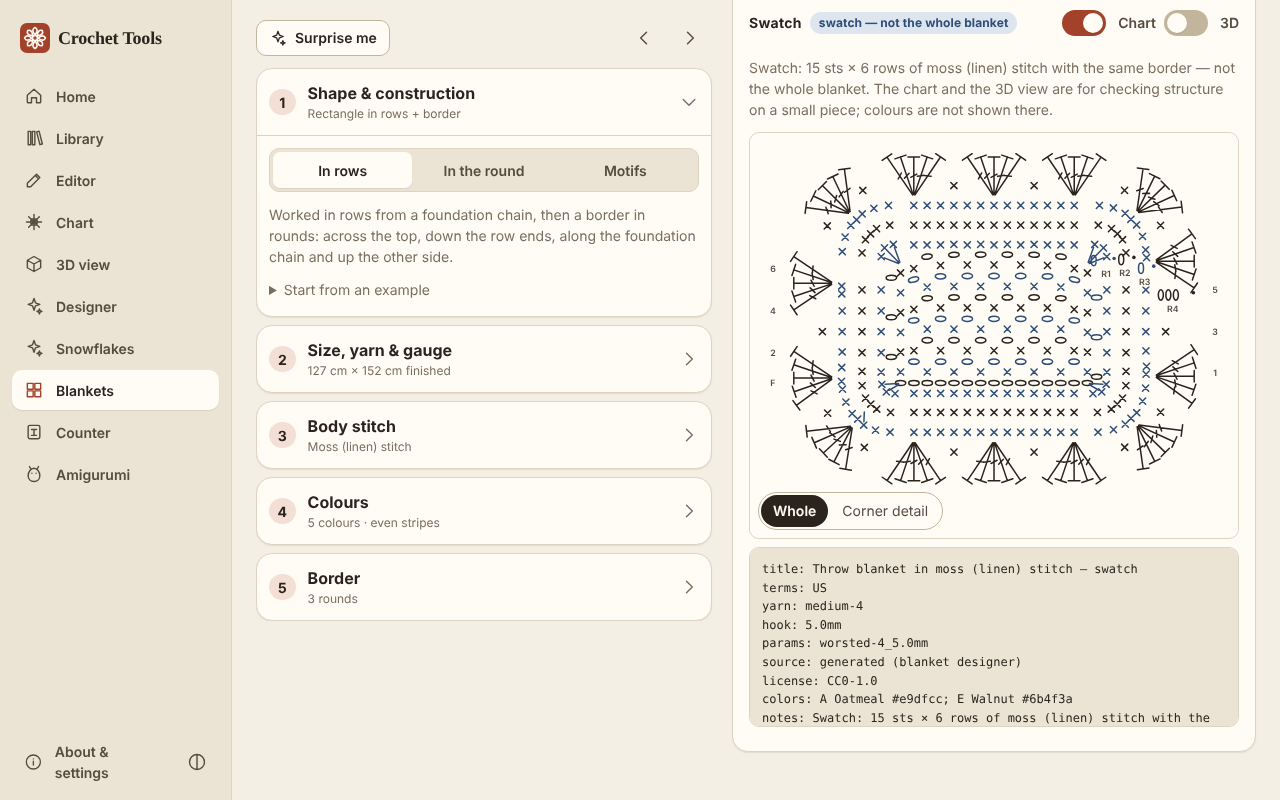 Crochet Tools
Home
Library
Editor
Chart
3D view
Designer
Snowflakes
Blankets
Counter
Amigurumi
About &
settings
Surprise me
1
Shape & construction
Rectangle in rows + border
In rows
In the round
Motifs
Worked in rows from a foundation chain, then a border in
rounds: across the top, down the row ends, along the foundation
chain and up the other side.
Start from an example
2
Size, yarn & gauge
127 cm × 152 cm finished
3
Body stitch
Moss (linen) stitch
4
Colours
5 colours · even stripes
5
Border
3 rounds
Swatch
swatch — not the whole blanket
Chart
3D
Swatch: 15 sts × 6 rows of moss (linen) stitch with the same border — not
the whole blanket. The chart and the 3D view are for checking structure
on a small piece; colours are not shown there.
6
4
2
F
R1
R2
R3
R4
5
3
1
Whole
Corner detail
title: Throw blanket in moss (linen) stitch — swatch
terms: US
yarn: medium-4
hook: 5.0mm
params: worsted-4_5.0mm
source: generated (blanket designer)
license: CC0-1.0
colors: A Oatmeal #e9dfcc; E Walnut #6b4f3a
notes: Swatch: 15 sts × 6 rows of moss (linen) stitch with the